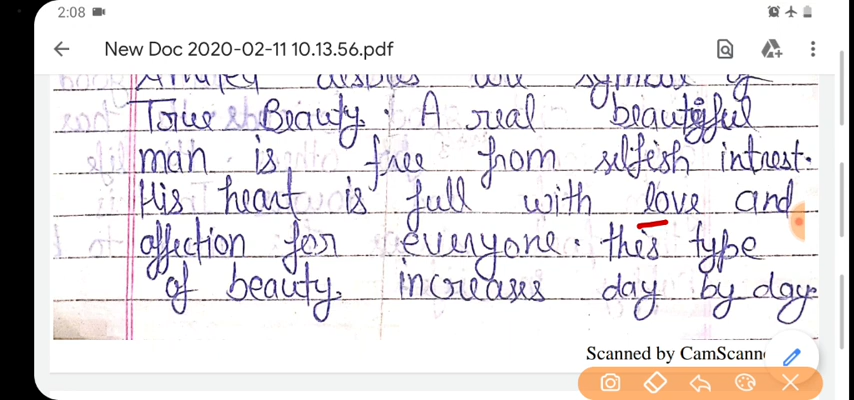 2:08
New Doc 2020-02-11 10.13.56.pdf
True Beauty. A real beautiful
man is, free from selfish intrest.
His heart is full with love and
affection for everyone. this type
of beauty. increases day by day.
Scanned by CamScann